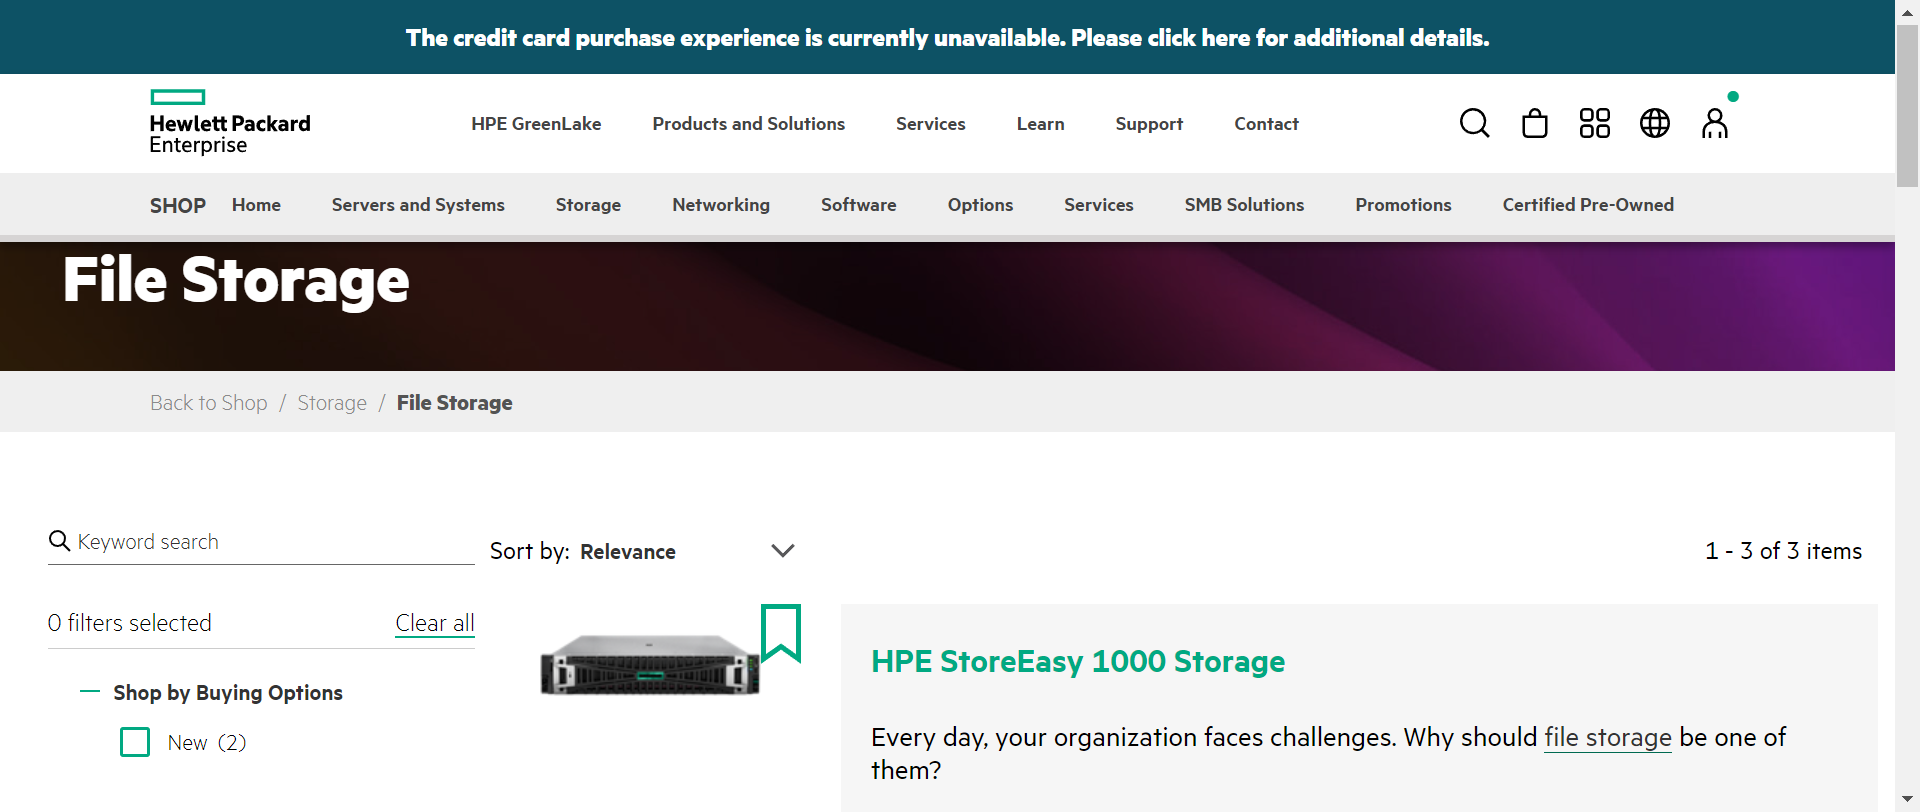 The credit card purchase experience is currently unavailable. Please click here for additional details.
Hewlett Packard
Enterprise
HPE GreenLake
Products and Solutions
Services
Learn
Support
Contact
SHOP
Home
Servers and Systems
Storage
Networking
Software
Options
Services
SMB Solutions
Promotions
Certified Pre-Owned
File Storage
Back to Shop / Storage / File Storage
Keyword search
Sort by: Relevance
1 - 3 of 3 items
0 filters selected
Clear all
Shop by Buying Options
New (2)
HPE StoreEasy 1000 Storage
Every day, your organization faces challenges. Why should file storage be one of
them?